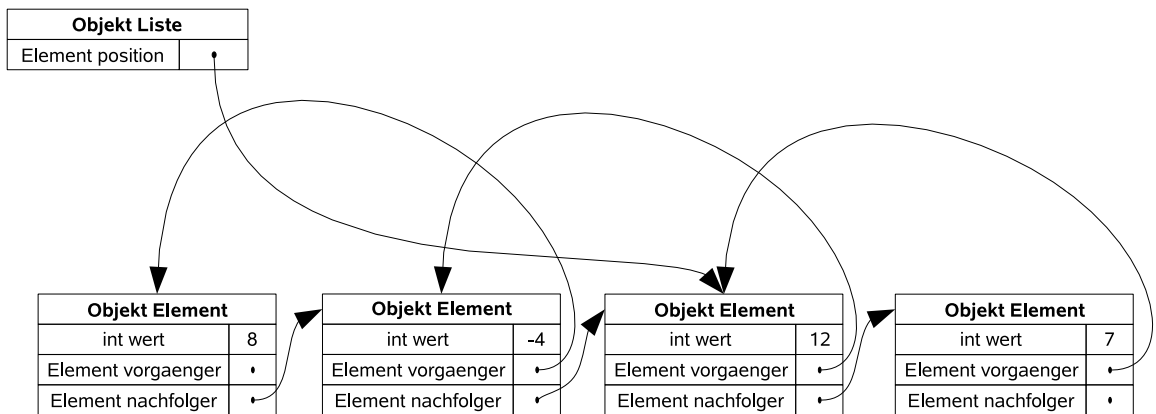 Objekt Liste
Element position
Objekt Element
int wert 8
Element vorgaenger
Element nachfolger
Objekt Element
int wert -4
Element vorgaenger
Element nachfolger
Objekt Element
int wert 12
Element vorgaenger
Element nachfolger
Objekt Element
int wert 7
Element vorgaenger
Element nachfolger